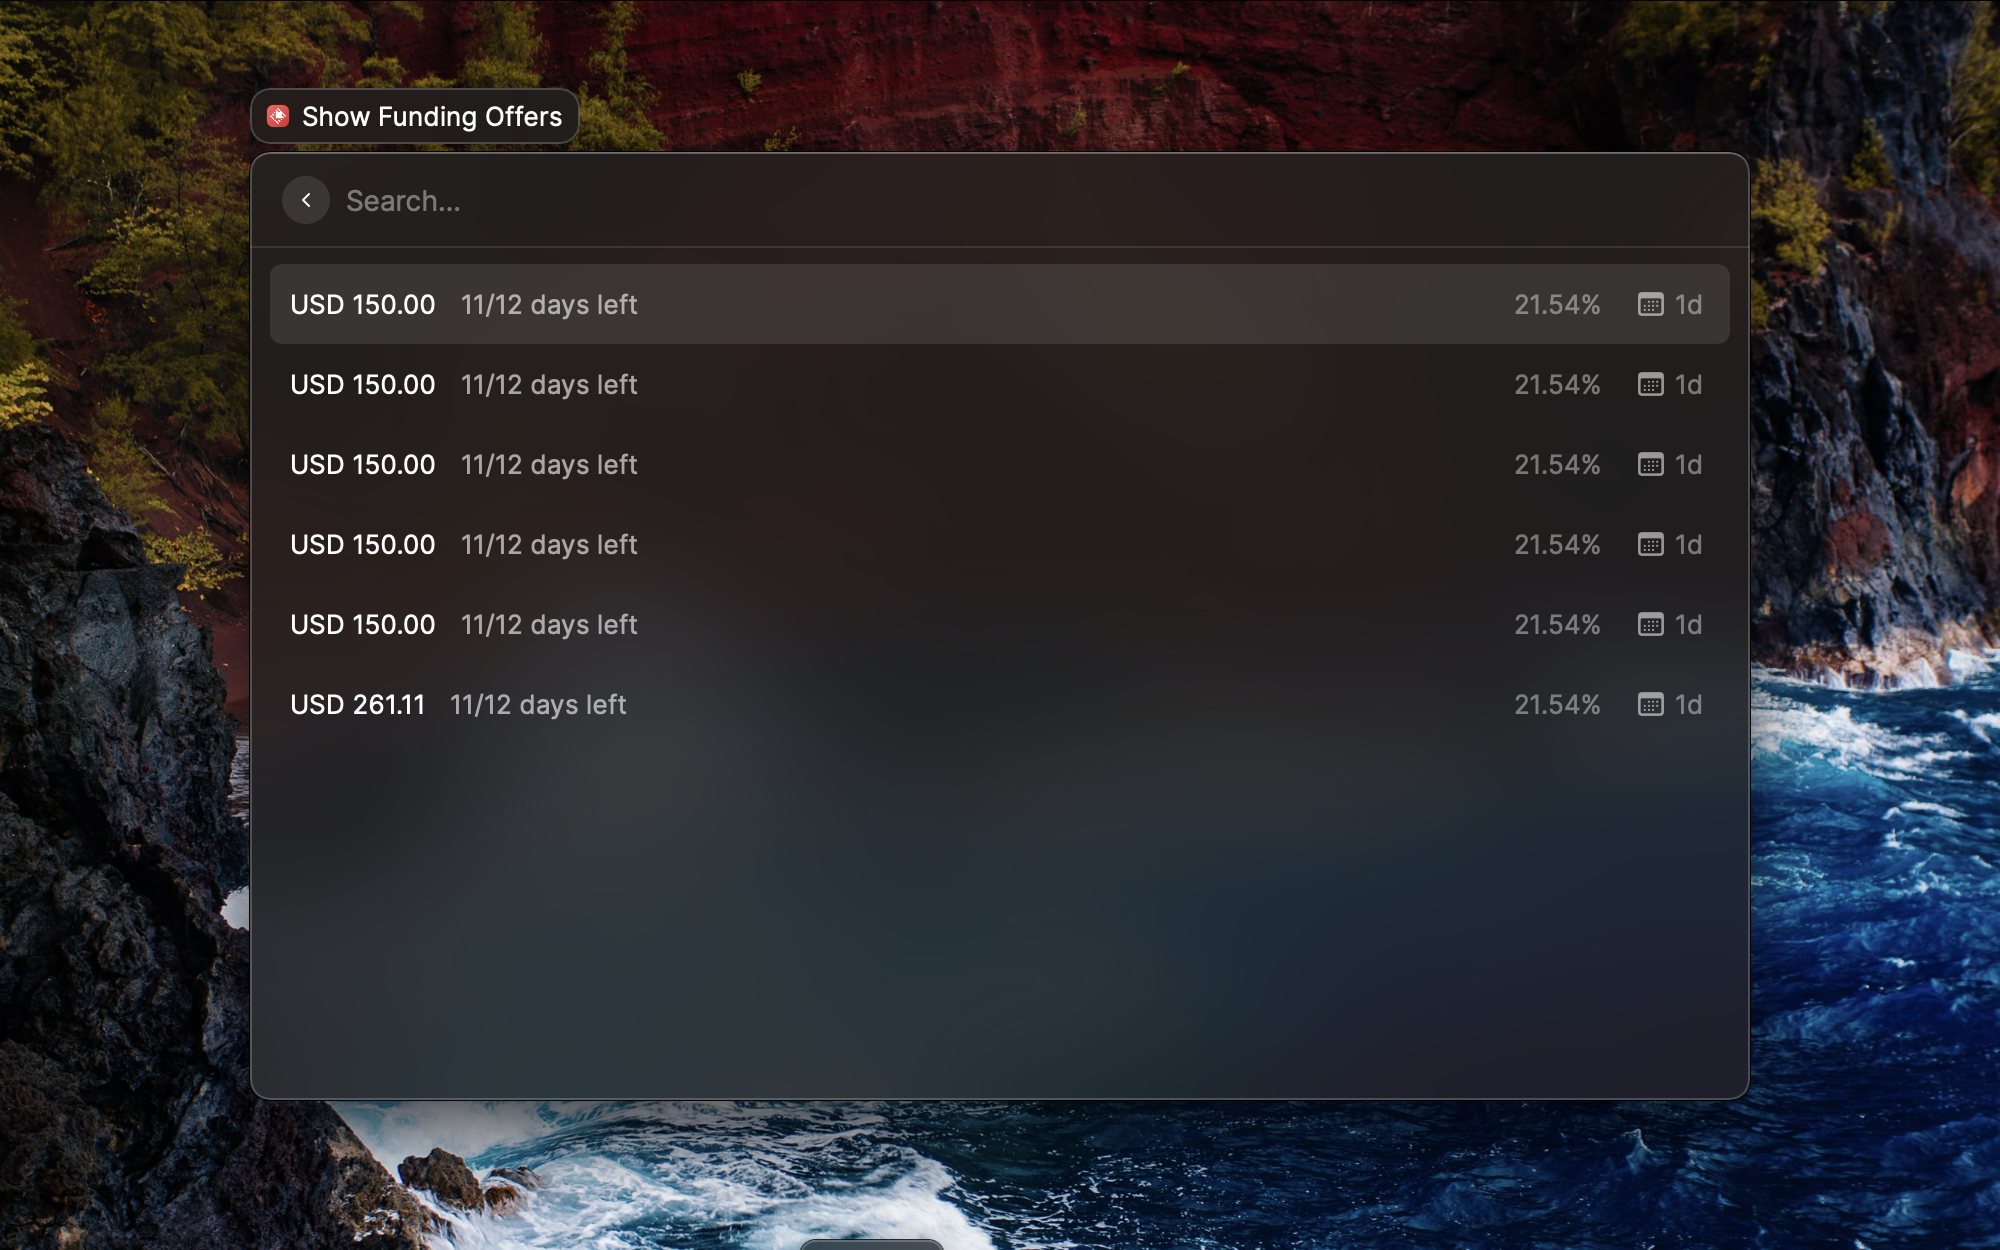 Show Funding Offers
Search...
USD 150.00 11/12 days left 21.54% 1d
USD 150.00 11/12 days left 21.54% 1d
USD 150.00 11/12 days left 21.54% 1d
USD 150.00 11/12 days left 21.54% 1d
USD 150.00 11/12 days left 21.54% 1d
USD 261.11 11/12 days left 21.54% 1d